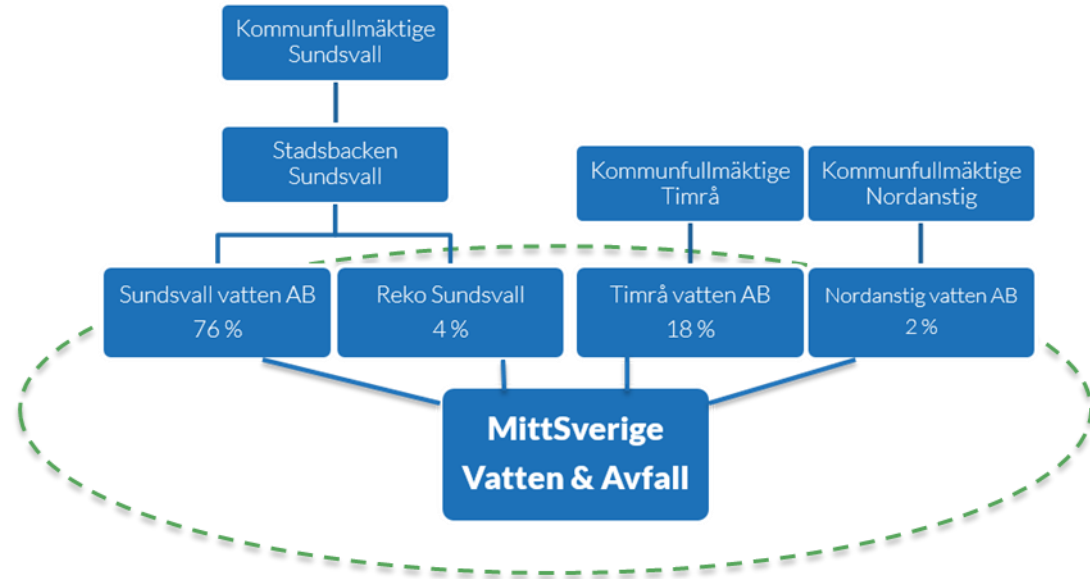 Kommunfullmäktige
Sundsvall
Stadsbacken
Sundsvall
Kommunfullmäktige
Timrå
Kommunfullmäktige
Nordanstig
Sundsvall vatten AB
76 %
Reko Sundsvall
4 %
Timrå vatten AB
18 %
Nordanstig vatten AB
2 %
MittSverige
Vatten & Avfall